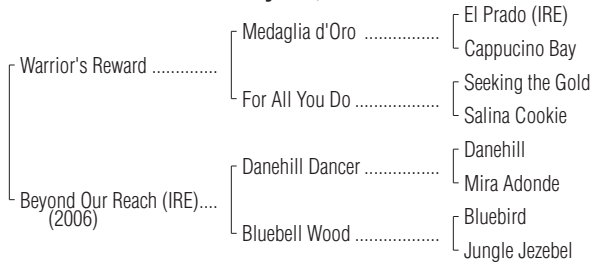 El Prado (IRE)
Medaglia d'Oro ................
Cappucino Bay
Warrior's Reward ..............
Seeking the Gold
For All You Do ..................
Salina Cookie
Danehill
Danehill Dancer ................
Mira Adonde
Beyond Our Reach (IRE)....
(2006)
Bluebird
Bluebell Wood ..................
Jungle Jezebel